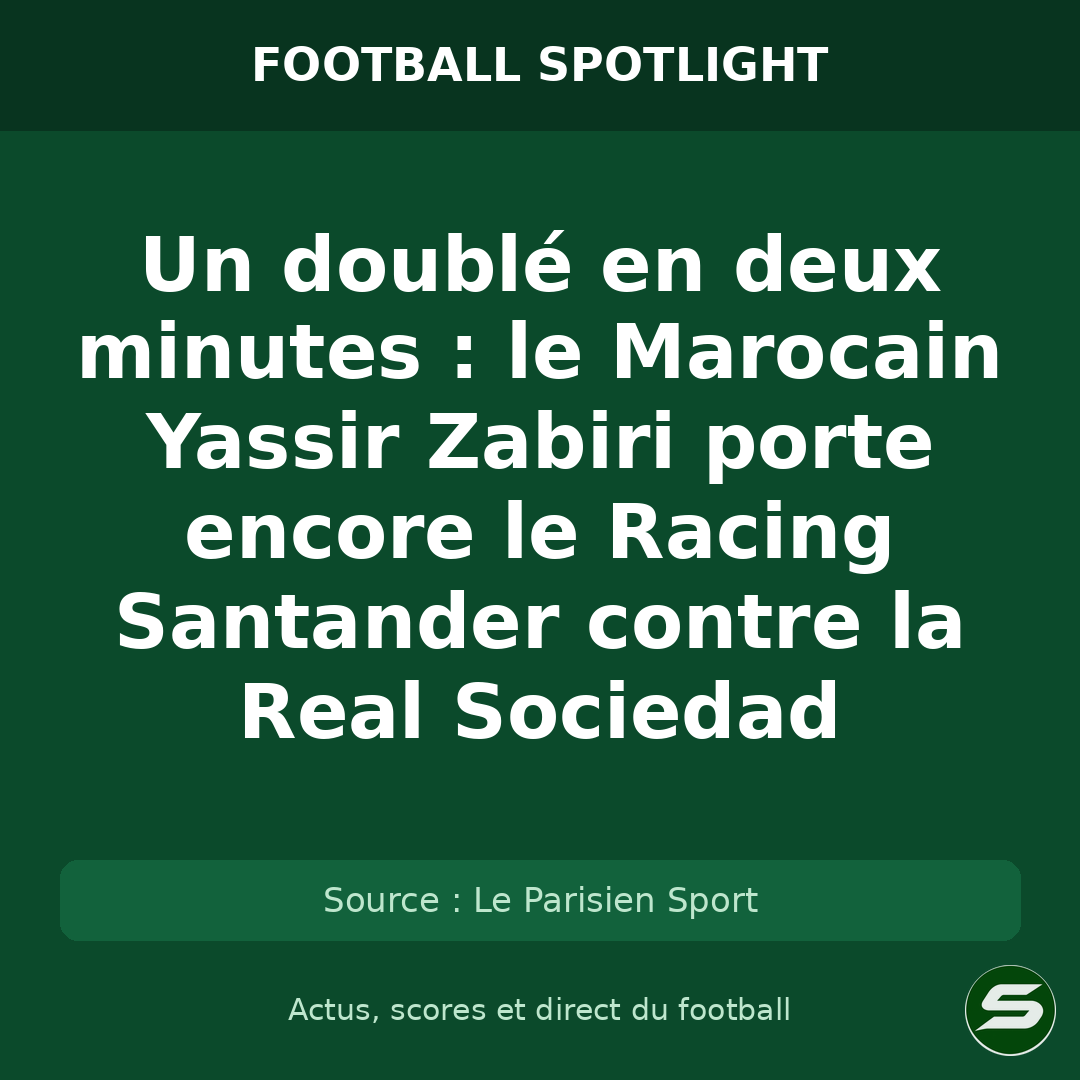 FOOTBALL SPOTLIGHT
Un doublé en deux
minutes : le Marocain
Yassir Zabiri porte
encore le Racing
Santander contre la
Real Sociedad
Source : Le Parisien Sport
Actus, scores et direct du football
S